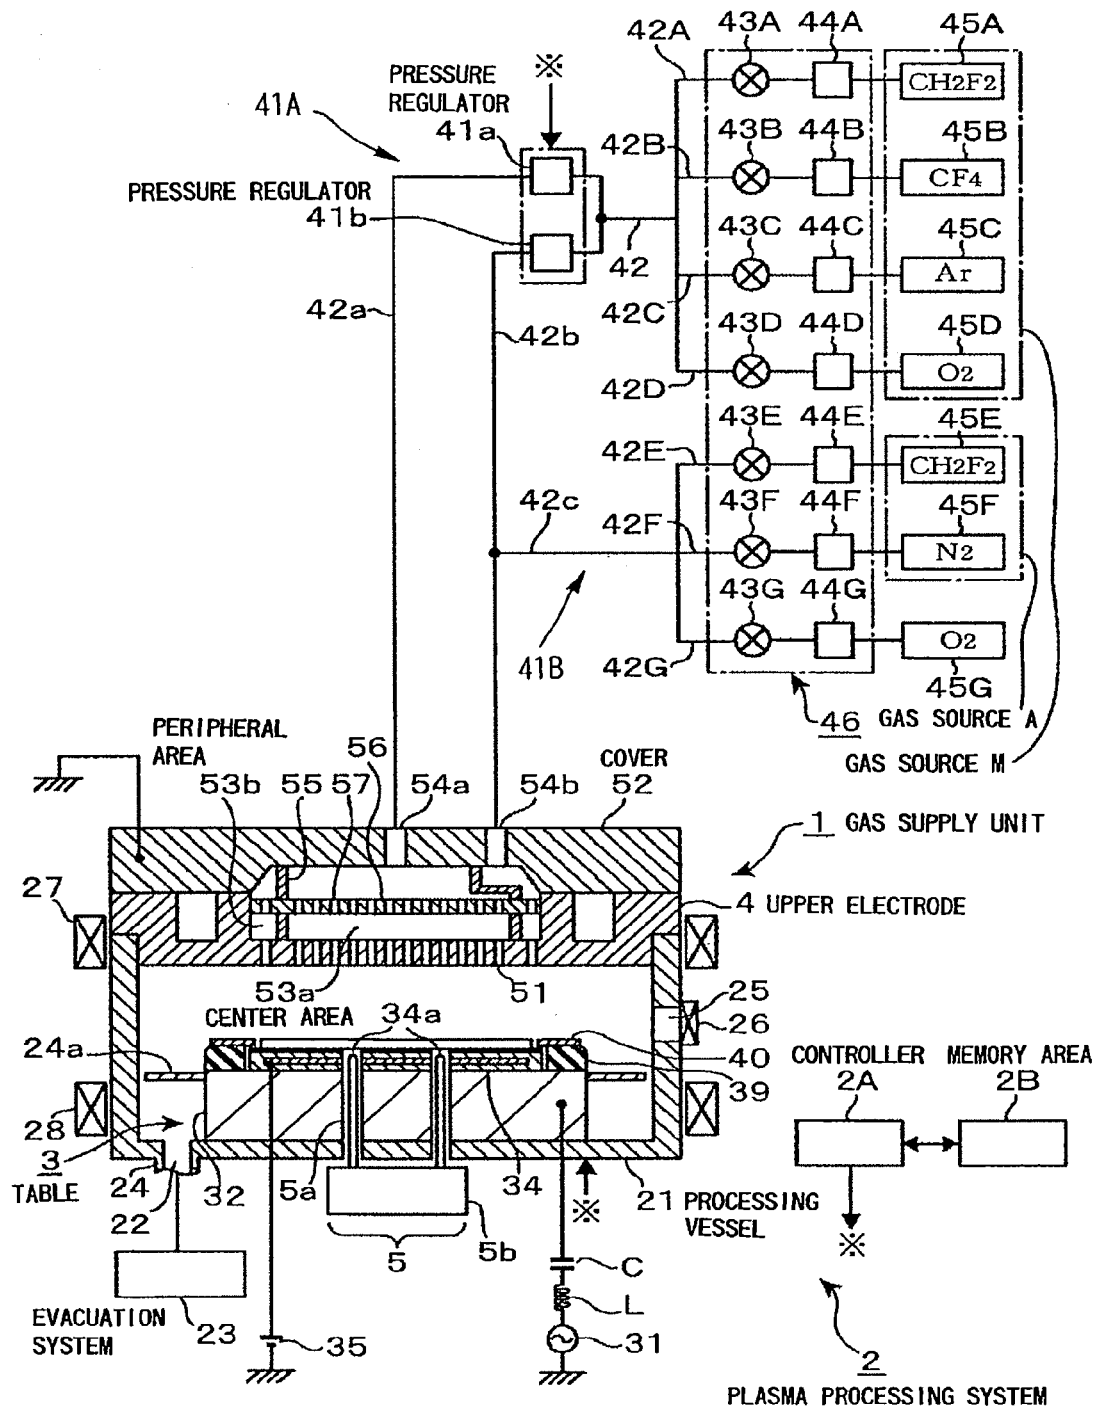 43A
44A
45A
42A
CH2F2
PRESSURE
REGULATOR
※
41A
41a
43B
44B
45B
42B
CF4
PRESSURE REGULATOR
41b
43C
44C
45C
42
Ar
42a
42b
42C
43D
44D
45D
O2
42D
43E
44E
45E
42E
CH2F2
42c
43F
44F
45F
42F
N2
43G
44G
41B
42G
O2
45G
46
GAS SOURCE A
GAS SOURCE M
PERIPHERAL
AREA
56
53b
55
57
54a
54b
COVER
52
1 GAS SUPPLY UNIT
27
4 UPPER ELECTRODE
53a
51
25
CENTER AREA
34a
26
24a
40
39
CONTROLLER
2A
MEMORY AREA
2B
28
3
TABLE
24
22
32
5a
34
21
PROCESSING
VESSEL
※
5
5b
※
C
L
EVACUATION
SYSTEM
23
35
31
2
PLASMA PROCESSING SYSTEM